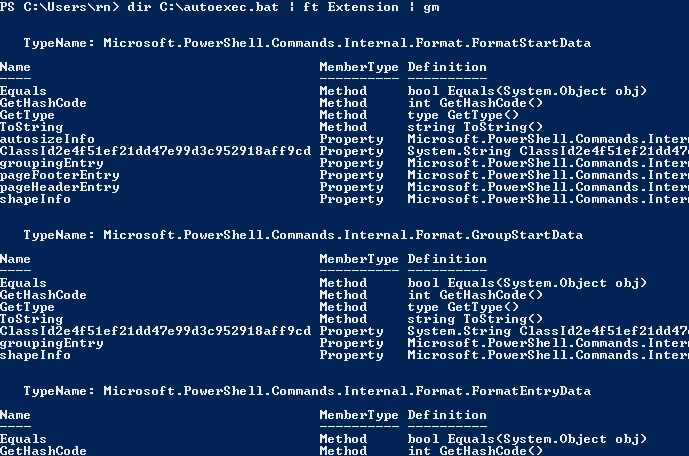 PS C:\Users\rn> dir C:\autoexec.bat | ft Extension | gm
TypeName: Microsoft.PowerShell.Commands.Internal.Format.FormatStartData
Name MemberType Definition
---- ---------- ----------
Equals Method bool Equals(System.Object obj)
GetHashCode Method int GetHashCode()
GetType Method type GetType()
ToString Method string ToString()
autosizeInfo Property Microsoft.PowerShell.Commands.Inter
ClassId2e4f51ef21dd47e99d3c952918aff9cd Property System.String ClassId2e4f51ef21dd47e
groupingEntry Property Microsoft.PowerShell.Commands.Inter
pageFooterEntry Property Microsoft.PowerShell.Commands.Inter
pageHeaderEntry Property Microsoft.PowerShell.Commands.Inter
shapeInfo Property Microsoft.PowerShell.Commands.Inter
TypeName: Microsoft.PowerShell.Commands.Internal.Format.GroupStartData
Name MemberType Definition
---- ---------- ----------
Equals Method bool Equals(System.Object obj)
GetHashCode Method int GetHashCode()
GetType Method type GetType()
ToString Method string ToString()
ClassId2e4f51ef21dd47e99d3c952918aff9cd Property System.String ClassId2e4f51ef21dd47e
groupingEntry Property Microsoft.PowerShell.Commands.Inter
shapeInfo Property Microsoft.PowerShell.Commands.Inter
TypeName: Microsoft.PowerShell.Commands.Internal.Format.FormatEntryData
Name MemberType Definition
---- ---------- ----------
Equals Method bool Equals(System.Object obj)
GetHashCode Method int GetHashCode()